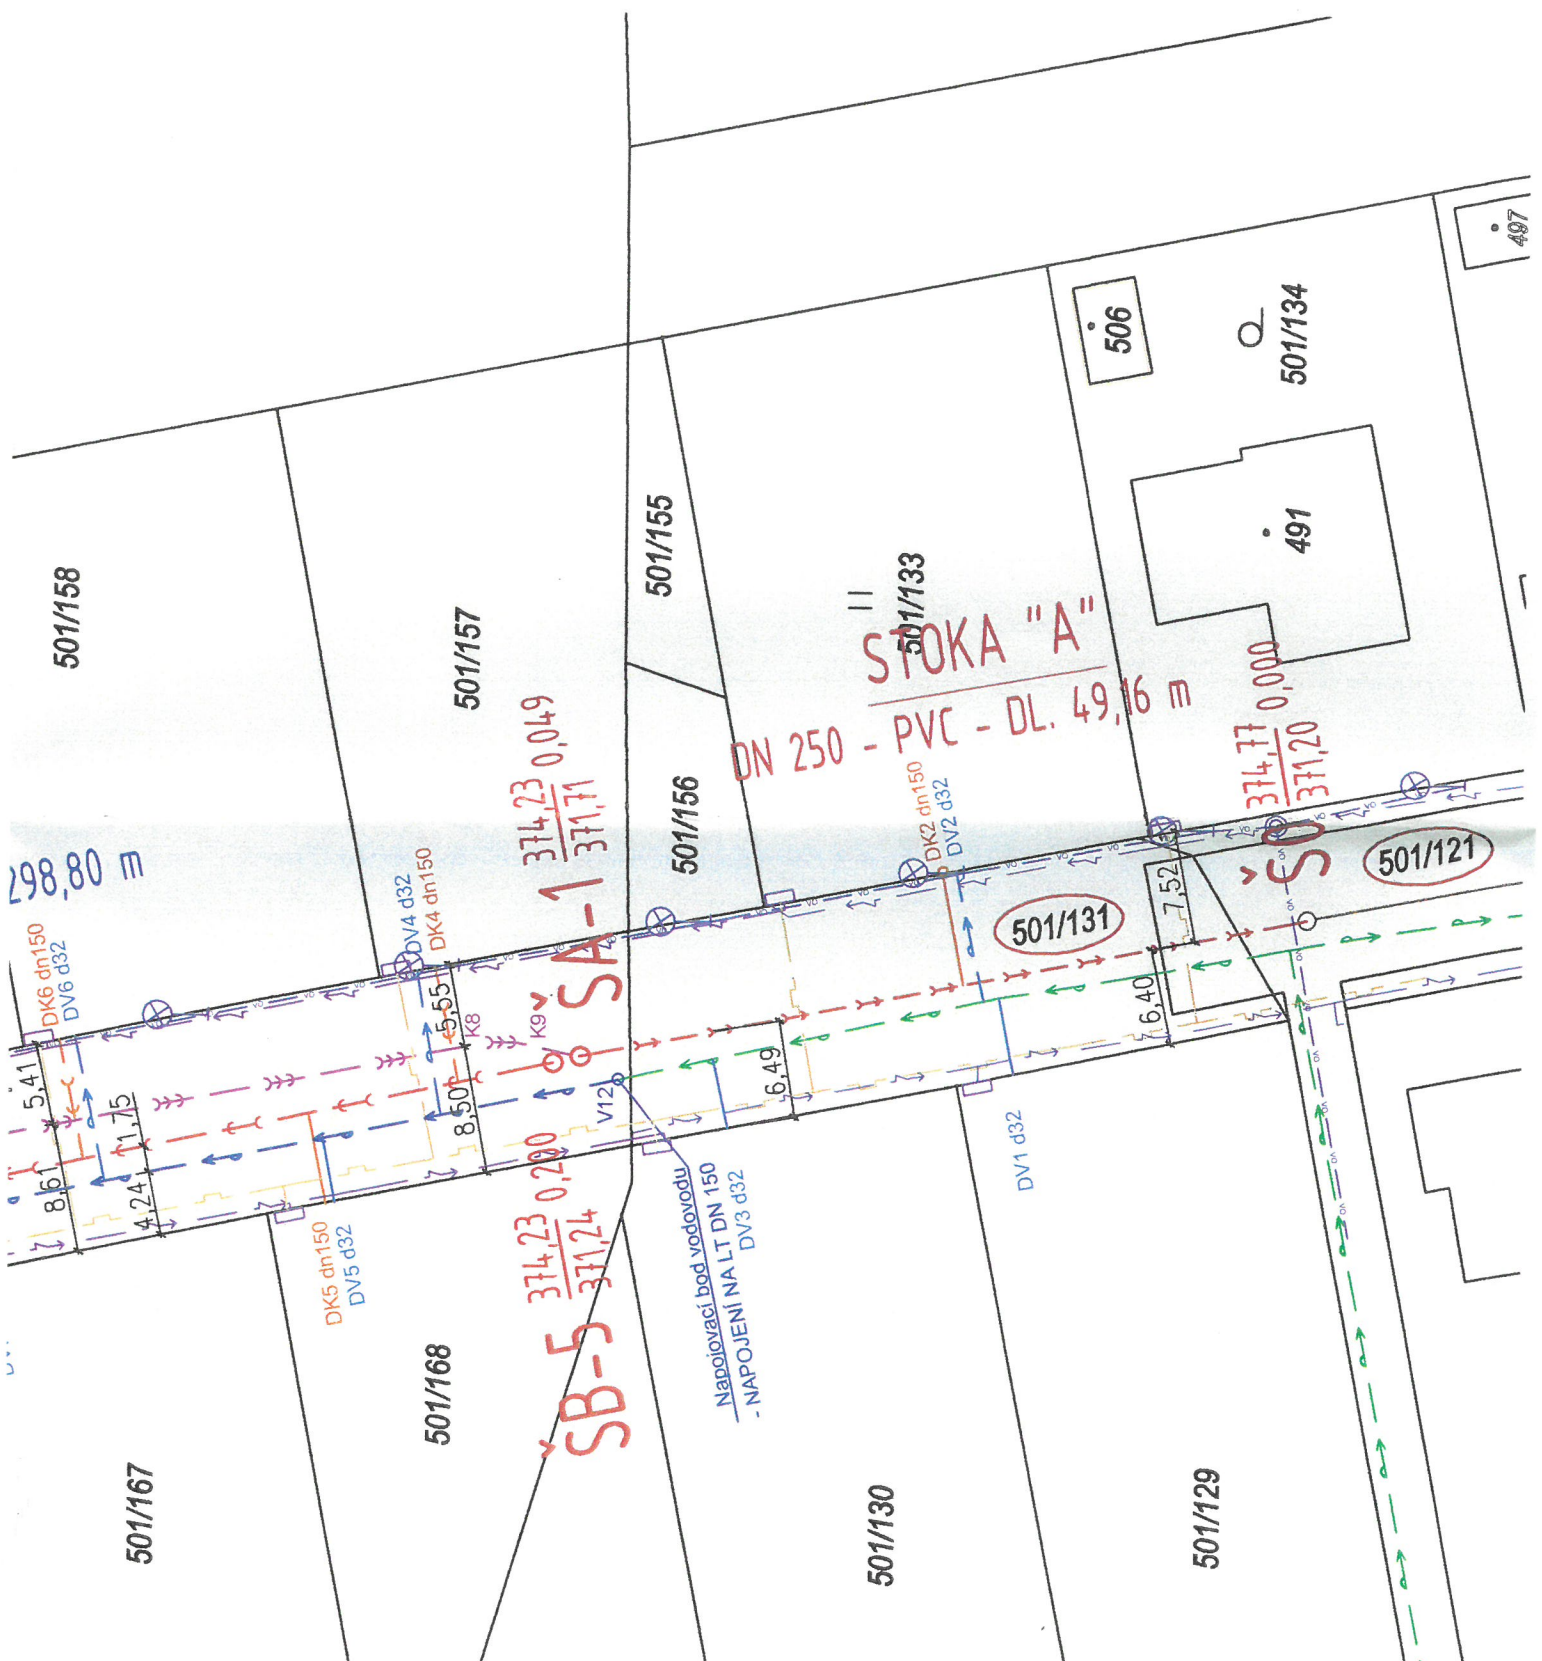 497
506
501/134
491
501/158
501/157
501/155
501/133
STOKA "A"
DN 250 - PVC - DL. 49,16 m
374,77 0,000
371,20
ŠO
501/121
374,23 0,049
371,71
ŠA-1
501/156
DK2 dn150
DV2 d32
501/131
7,52
6,40
298,80 m
DK6 dn150
DV6 d32
DV4 d32
DK4 dn150
5,41
1,75
8,61
4,24
5,55
8,50
K8
K9
V12
6,49
DV1 d32
374,23 0,200
371,24
ŠB-5
Napojovací bod vodovodu
- NAPOJENÍ NA LT DN 150
DV3 d32
DK5 dn150
DV5 d32
501/168
501/167
501/130
501/129